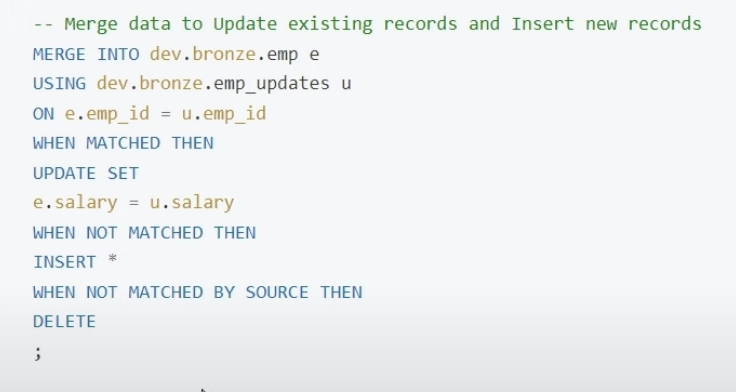 -- Merge data to Update existing records and Insert new records
MERGE INTO dev.bronze.emp e
USING dev.bronze.emp_updates u
ON e.emp_id = u.emp_id
WHEN MATCHED THEN
UPDATE SET
e.salary = u.salary
WHEN NOT MATCHED THEN
INSERT *
WHEN NOT MATCHED BY SOURCE THEN
DELETE
;